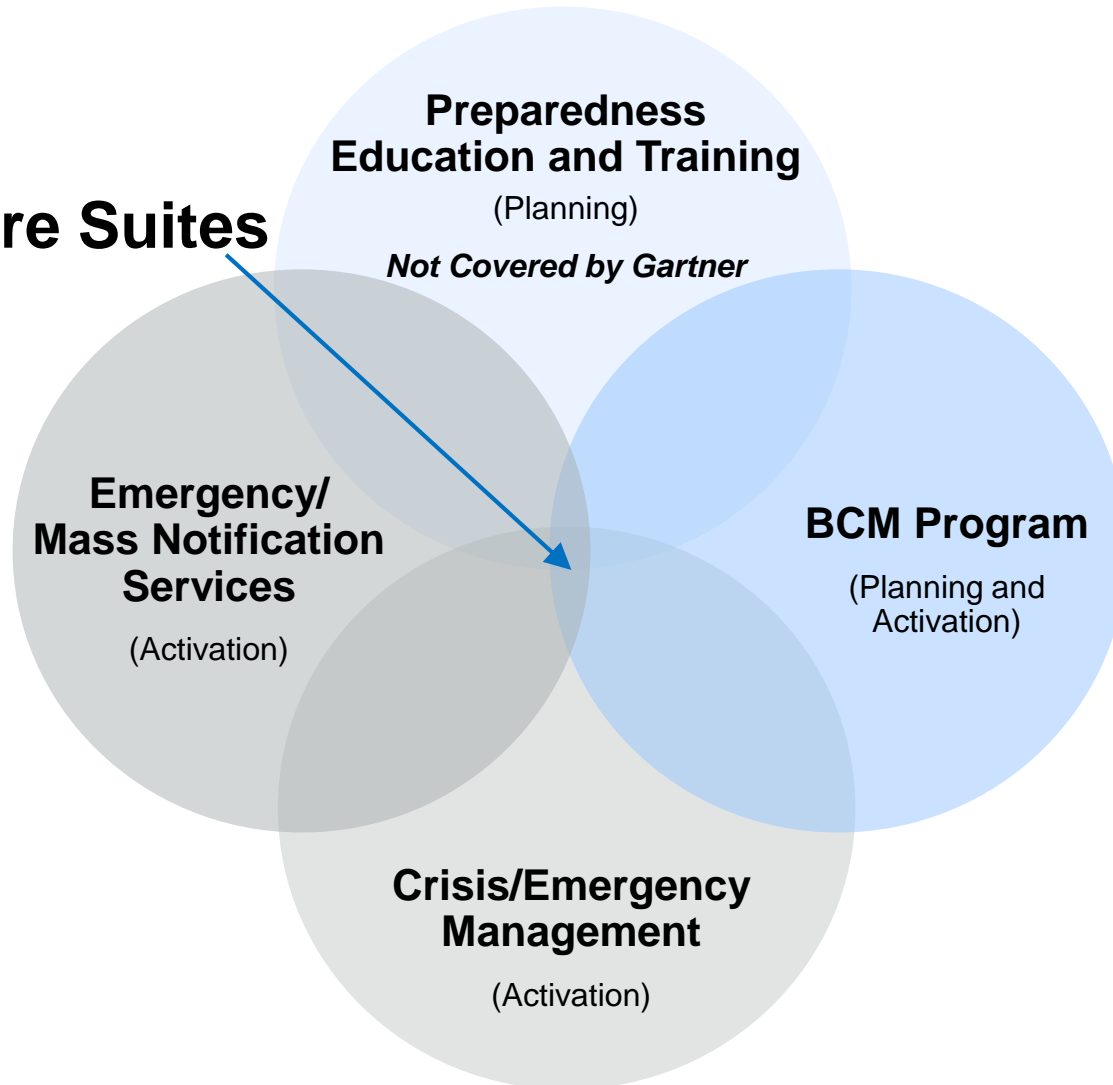 Preparedness
Education and Training
(Planning)
Not Covered by Gartner
re Suites
Emergency/
Mass Notification
Services
(Activation)
BCM Program
(Planning and
Activation)
Crisis/Emergency
Management
(Activation)